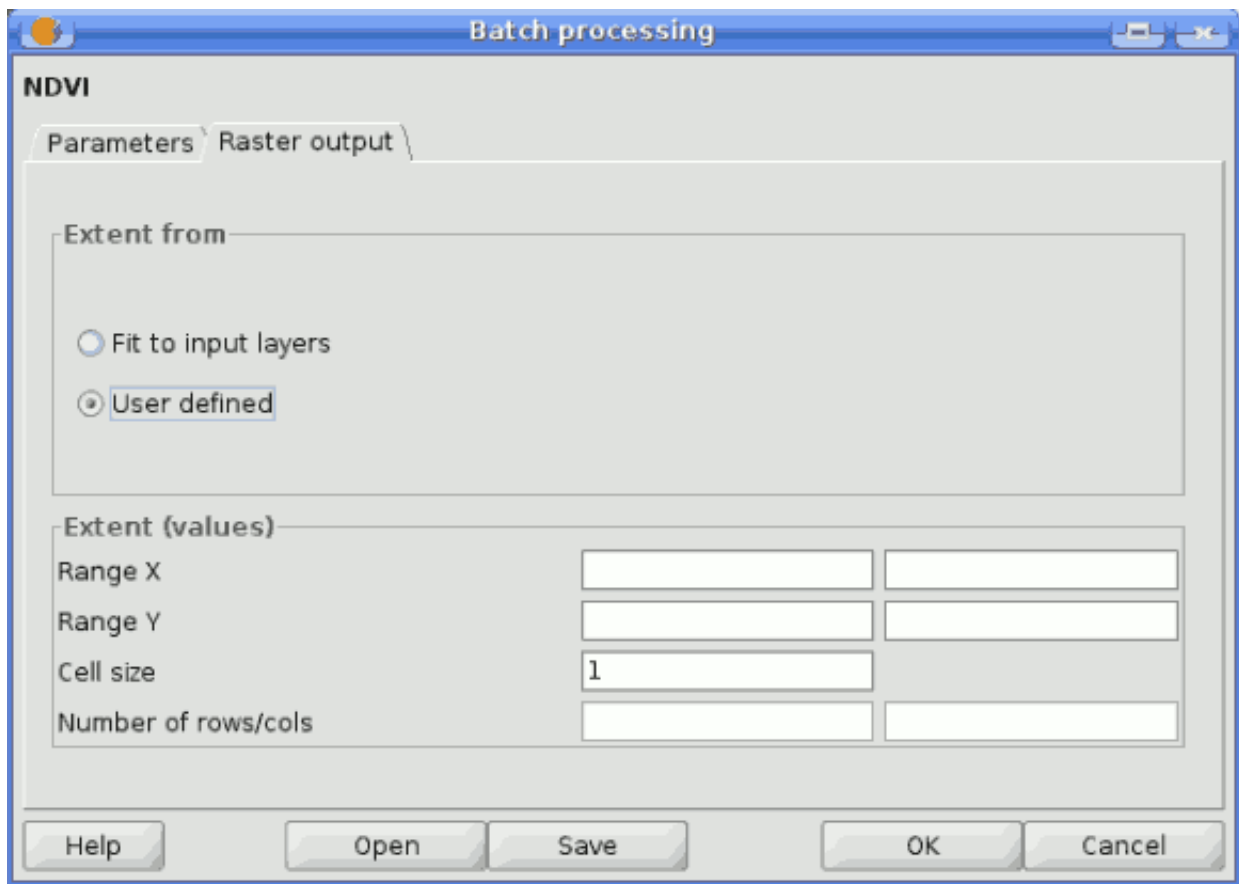 Batch processing
NDVI
Parameters Raster output
Extent from
Fit to input layers
User defined
Extent (values)
Range X
Range Y
Cell size 1
Number of rows/cols
Help Open Save OK Cancel